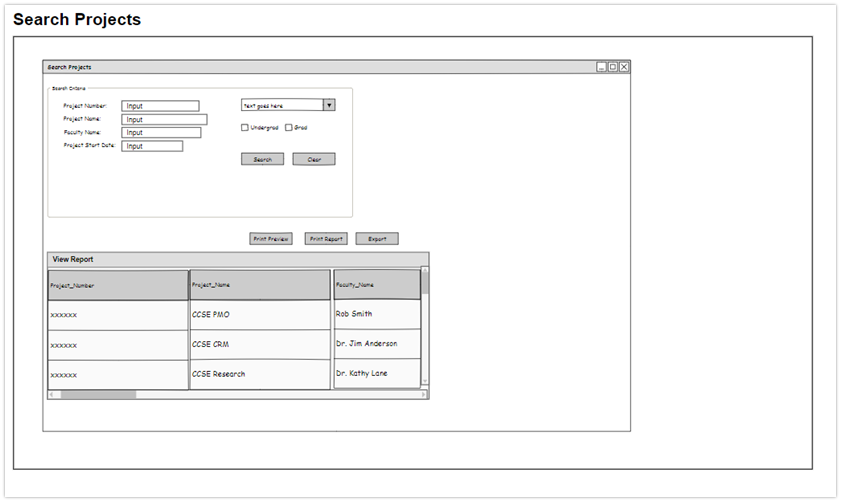 Search Projects
Search Projects
Search Criteria
Project Number: Input
text goes here
Project Name: Input
Faculty Name: Input
Undergrad Grad
Project Start Date: Input
Search Clear
Print Preview Print Report Export
View Report
Project_Number Project_Name Faculty_Name
xxxxxx CCSE PMO Rob Smith
xxxxxx CCSE CRM Dr. Jim Anderson
xxxxxx CCSE Research Dr. Kathy Lane